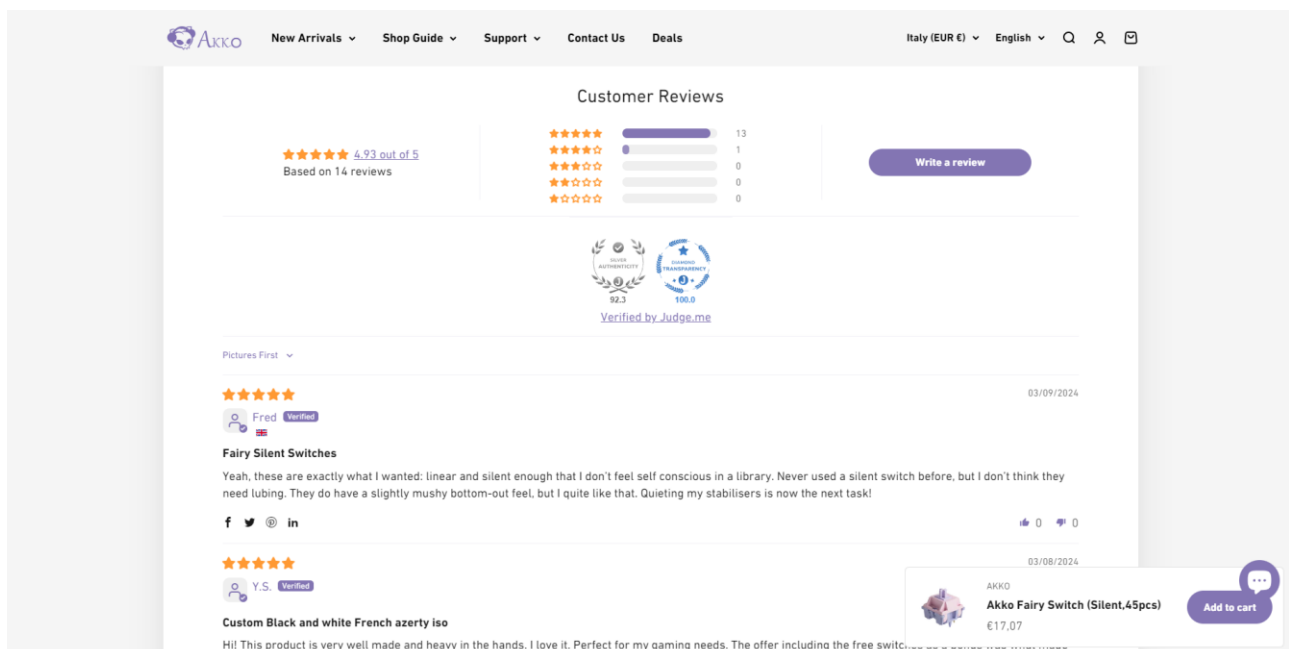 Akko
New Arrivals
Shop Guide
Support
Contact Us
Deals
Italy (EUR €)
English
Customer Reviews
4.93 out of 5
Based on 14 reviews
13
1
0
0
0
Write a review
SILVER
AUTHENTICITY
92.3
DIAMOND
TRANSPARENCY
100.0
Verified by Judge.me
Pictures First
03/09/2024
Fred Verified
Fairy Silent Switches
Yeah, these are exactly what I wanted: linear and silent enough that I don't feel self conscious in a library. Never used a silent switch before, but I don't think they
need lubing. They do have a slightly mushy bottom-out feel, but I quite like that. Quieting my stabilisers is now the next task!
0 0
03/08/2024
Y.S. Verified
Custom Black and white French azerty iso
Hi! This product is very well made and heavy in the hands. I love it. Perfect for my gaming needs. The offer including the free
AKKO
Akko Fairy Switch (Silent,45pcs)
€17,07
Add to cart